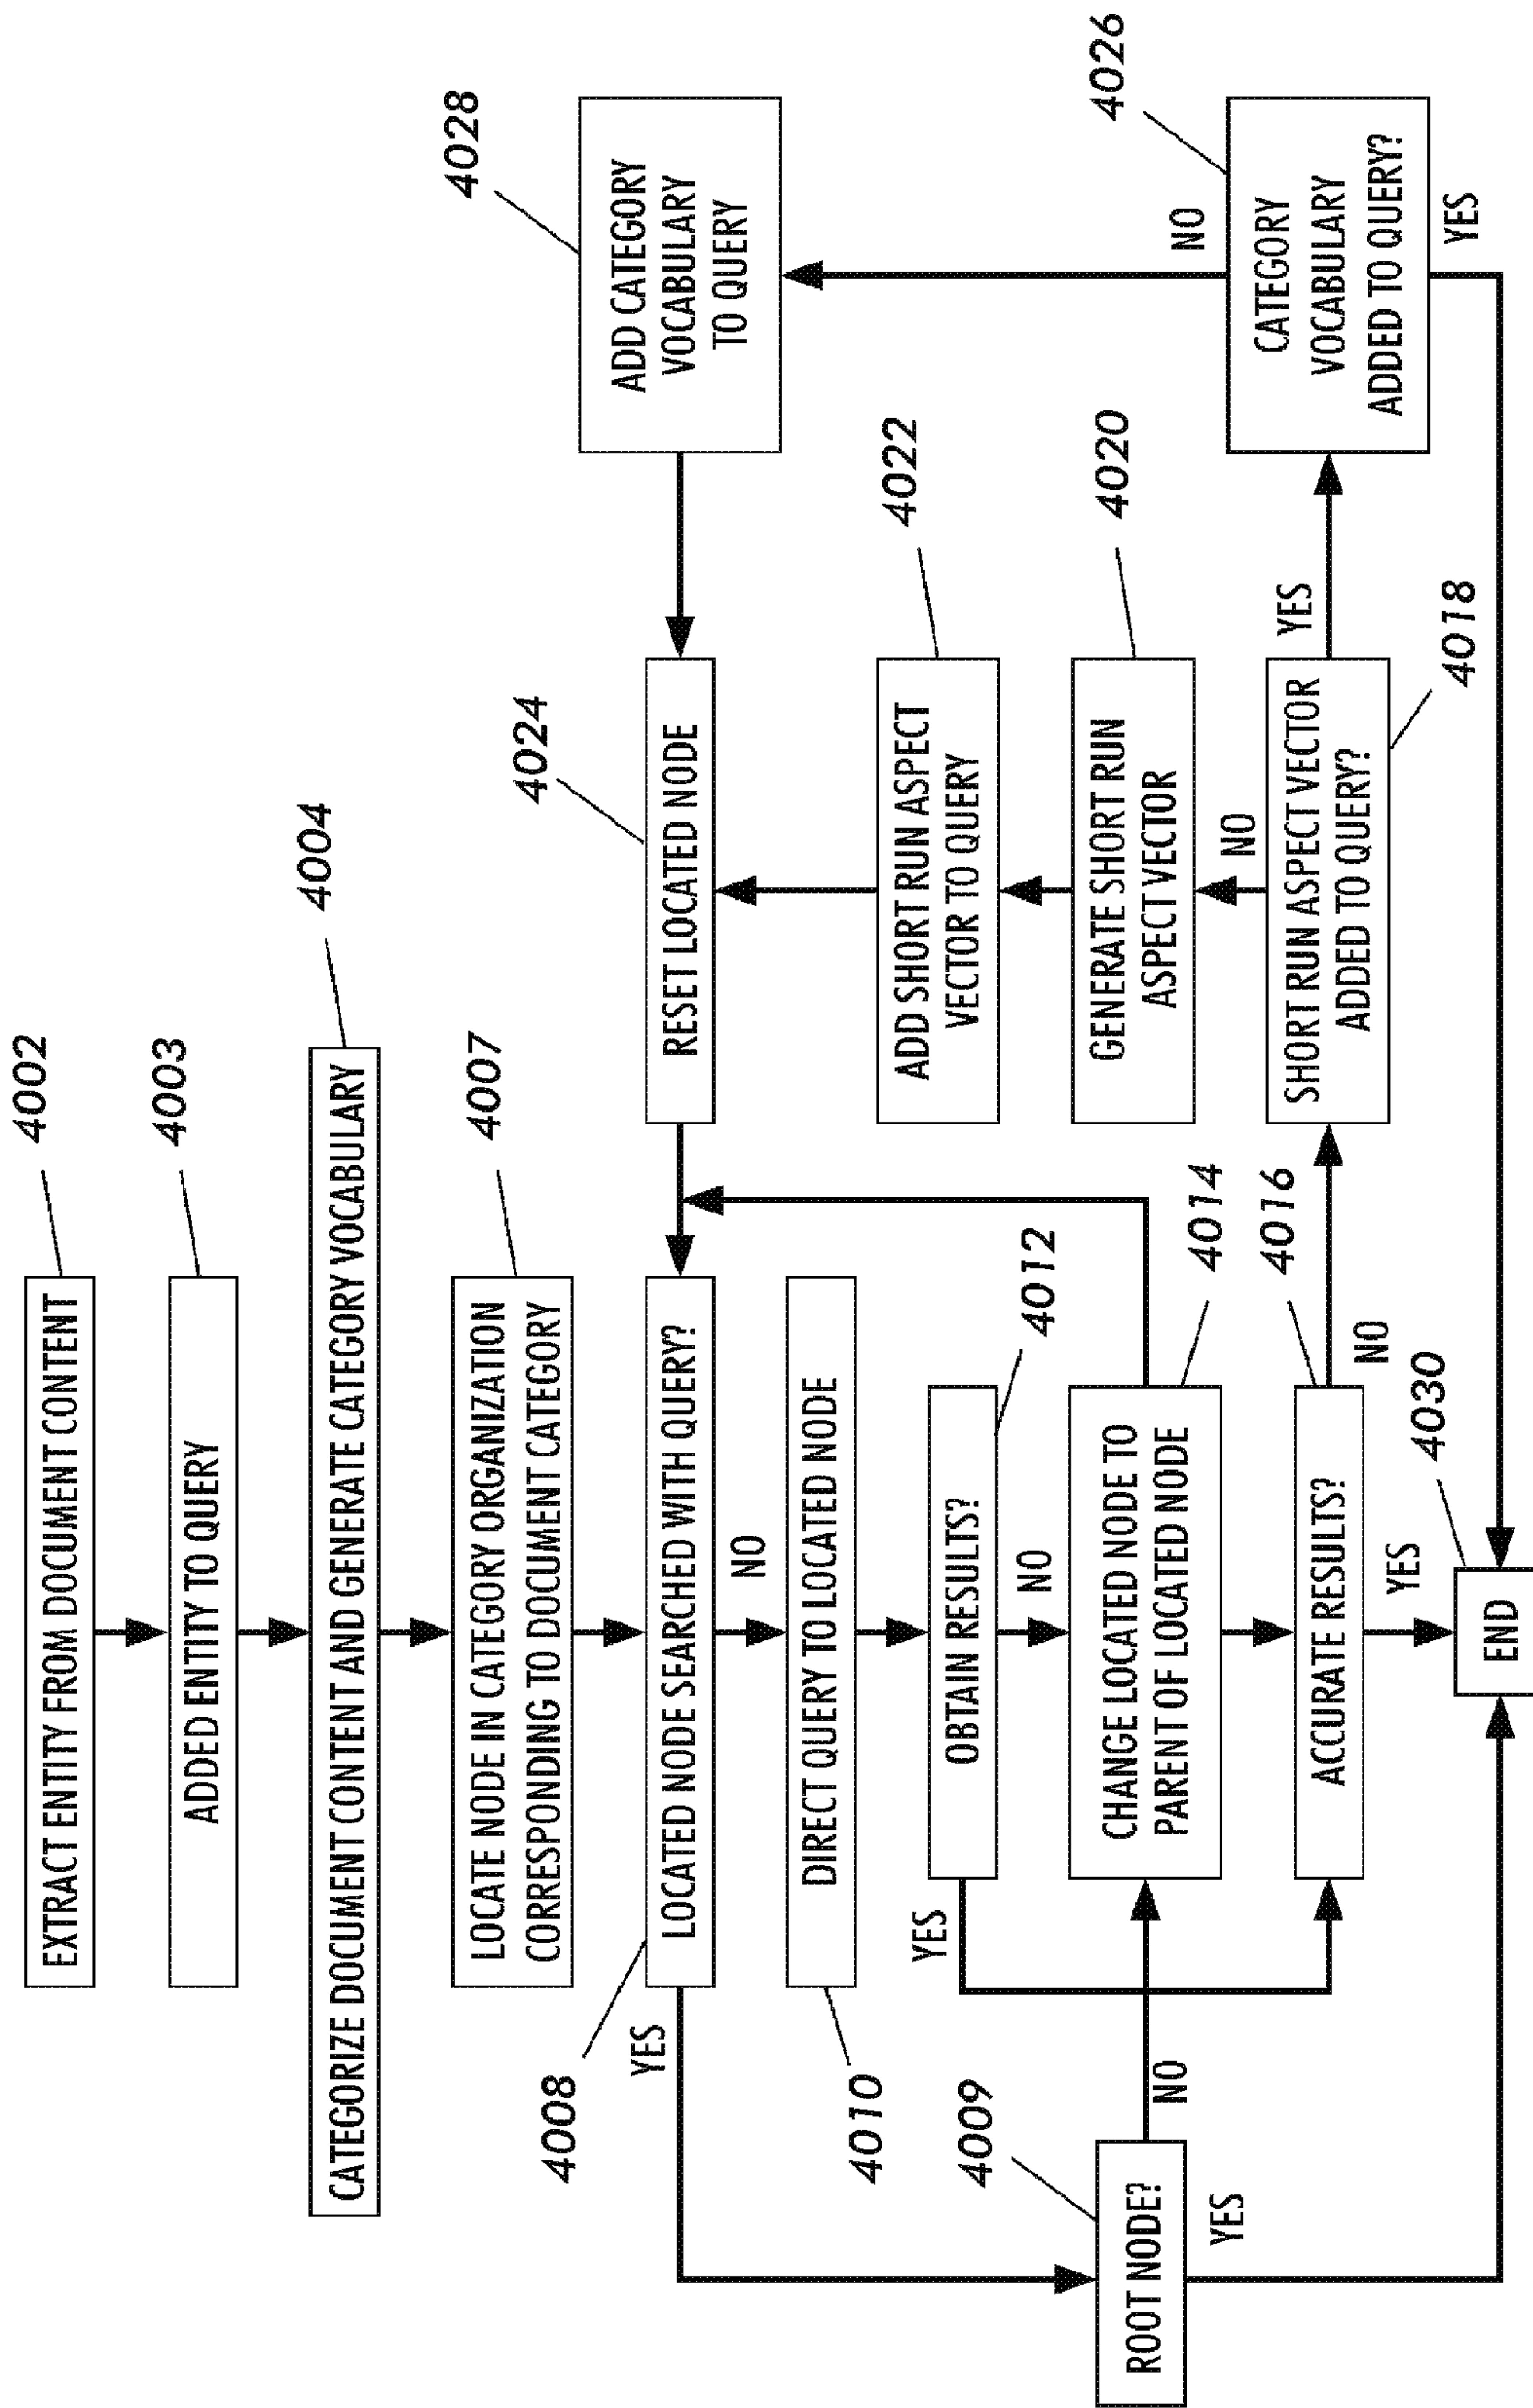 4002
EXTRACT ENTITY FROM DOCUMENT CONTENT
4003
ADDED ENTITY TO QUERY
4004
CATEGORIZE DOCUMENT CONTENT AND GENERATE CATEGORY VOCABULARY
4007
LOCATE NODE IN CATEGORY ORGANIZATION
CORRESPONDING TO DOCUMENT CATEGORY
4008
LOCATED NODE SEARCHED WITH QUERY?
YES
NO
4010
DIRECT QUERY TO LOCATED NODE
4012
OBTAIN RESULTS?
YES
NO
4009
ROOT NODE?
NO
YES
4014
CHANGE LOCATED NODE TO
PARENT OF LOCATED NODE
4016
ACCURATE RESULTS?
NO
YES
4030
END
4024
RESET LOCATED NODE
4022
ADD SHORT RUN ASPECT
VECTOR TO QUERY
4020
GENERATE SHORT RUN
ASPECT VECTOR
NO
SHORT RUN ASPECT VECTOR
ADDED TO QUERY?
4018
YES
4028
ADD CATEGORY
VOCABULARY
TO QUERY
NO
4026
CATEGORY
VOCABULARY
ADDED TO QUERY?
YES